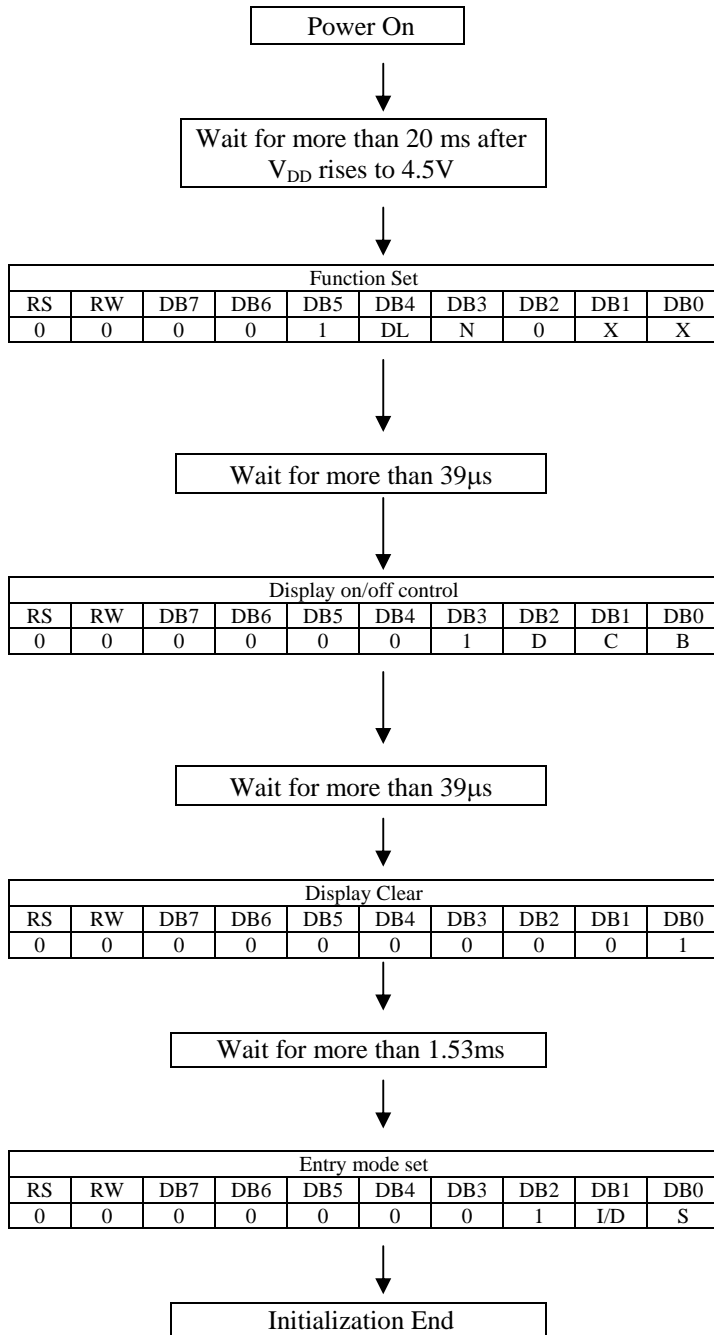 Power On
Wait for more than 20 ms after
VDD rises to 4.5V
Function Set
RS RW DB7 DB6 DB5 DB4 DB3 DB2 DB1 DB0
0 0 0 0 1 DL N 0 X X
Wait for more than 39μs
Display on/off control
RS RW DB7 DB6 DB5 DB4 DB3 DB2 DB1 DB0
0 0 0 0 0 0 1 D C B
Wait for more than 39μs
Display Clear
RS RW DB7 DB6 DB5 DB4 DB3 DB2 DB1 DB0
0 0 0 0 0 0 0 0 0 1
Wait for more than 1.53ms
Entry mode set
RS RW DB7 DB6 DB5 DB4 DB3 DB2 DB1 DB0
0 0 0 0 0 0 0 1 I/D S
Initialization End